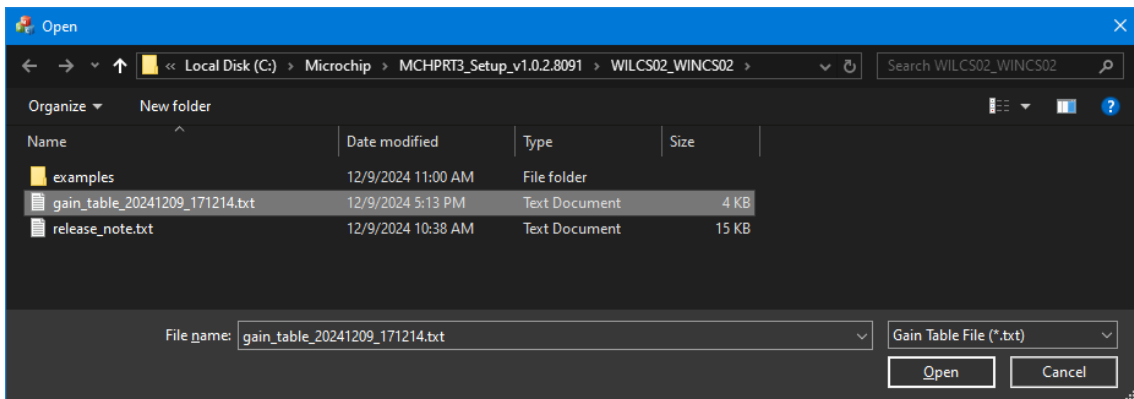 Open
« Local Disk (C:) › Microchip › MCHPRT3_Setup_v1.0.2.8091 › WILCS02_WINCS02 › Search WILCS02_WINCS02
Organize New folder
Name Date modified Type Size
examples 12/9/2024 11:00 AM File folder
gain_table_20241209_171214.txt 12/9/2024 5:13 PM Text Document 4 KB
release_note.txt 12/9/2024 10:38 AM Text Document 15 KB
File name: gain_table_20241209_171214.txt Gain Table File (*.txt)
Open Cancel